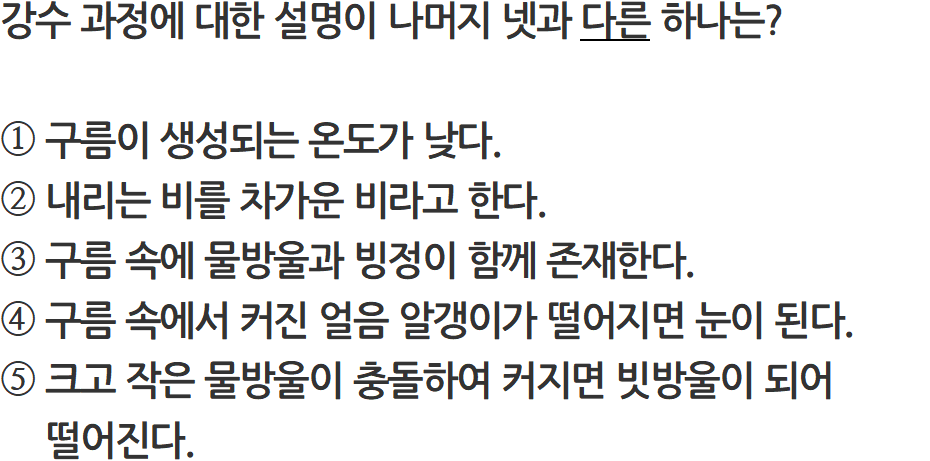 강수 과정에 대한 설명이 나머지 넷과 다른 하나는?
① 구름이 생성되는 온도가 낮다.
② 내리는 비를 차가운 비라고 한다.
③ 구름 속에 물방울과 빙정이 함께 존재한다.
④ 구름 속에서 커진 얼음 알갱이가 떨어지면 눈이 된다.
⑤ 크고 작은 물방울이 충돌하여 커지면 빗방울이 되어
떨어진다.